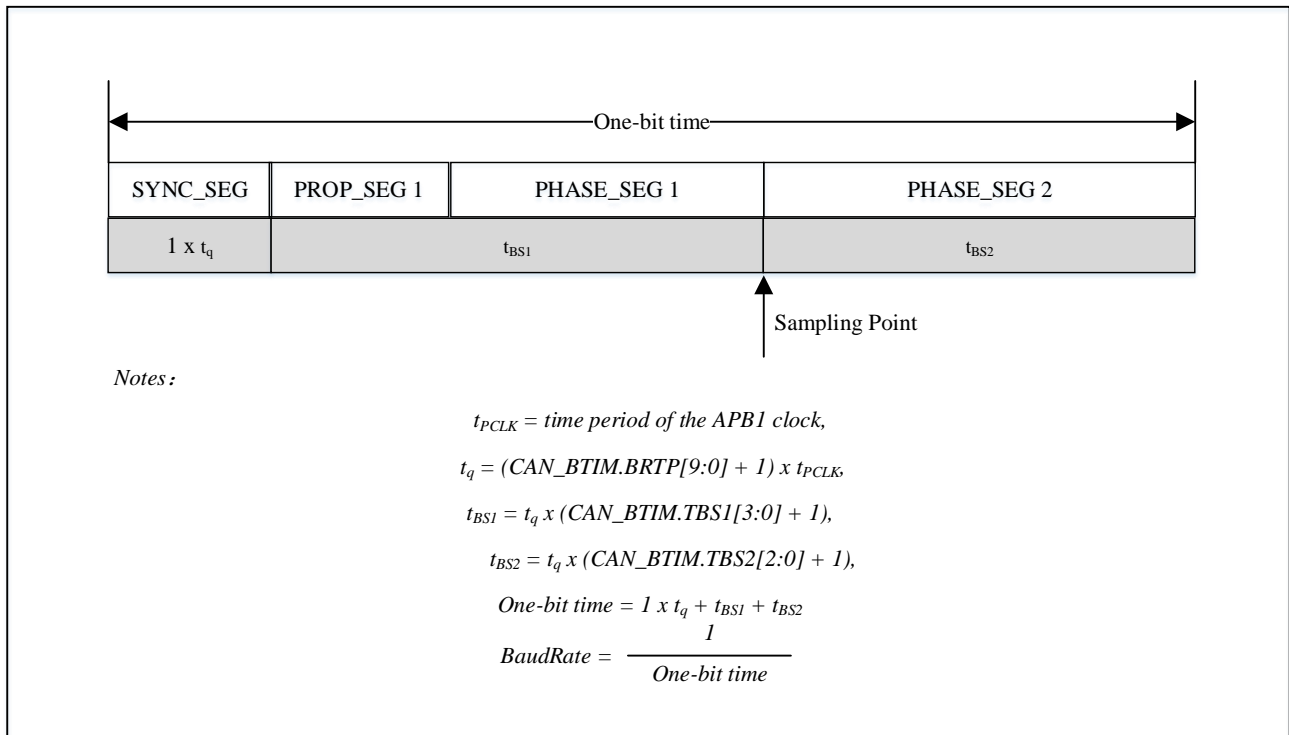 One-bit time
SYNC_SEG PROP_SEG 1 PHASE_SEG 1 PHASE_SEG 2
1 x tq tBS1 tBS2
Sampling Point
Notes：
tPCLK = time period of the APB1 clock,
tq = (CAN_BTIM.BRTP[9:0] + 1) x tPCLK,
tBS1 = tq x (CAN_BTIM.TBS1[3:0] + 1),
tBS2 = tq x (CAN_BTIM.TBS2[2:0] + 1),
One-bit time = 1 x tq + tBS1 + tBS2
1
BaudRate =
One-bit time